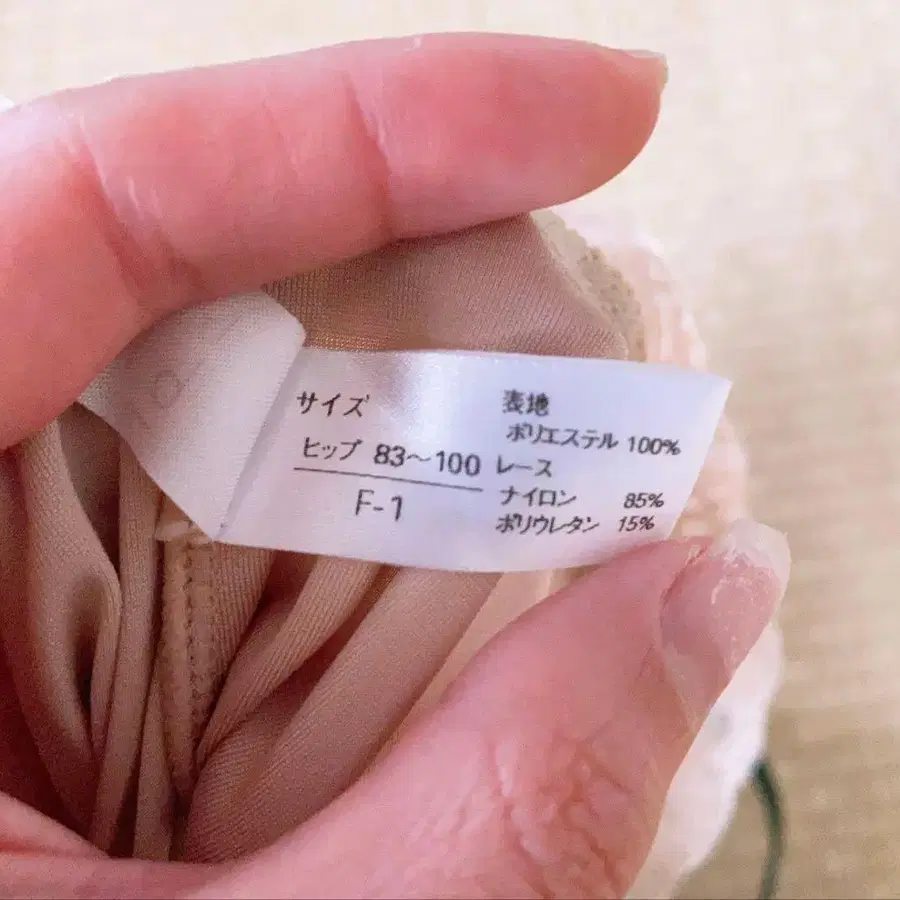 サイズ
ヒップ 83〜100
F-1
表地
ポリエステル 100%
レース
ナイロン 85%
ポリウレタン 15%